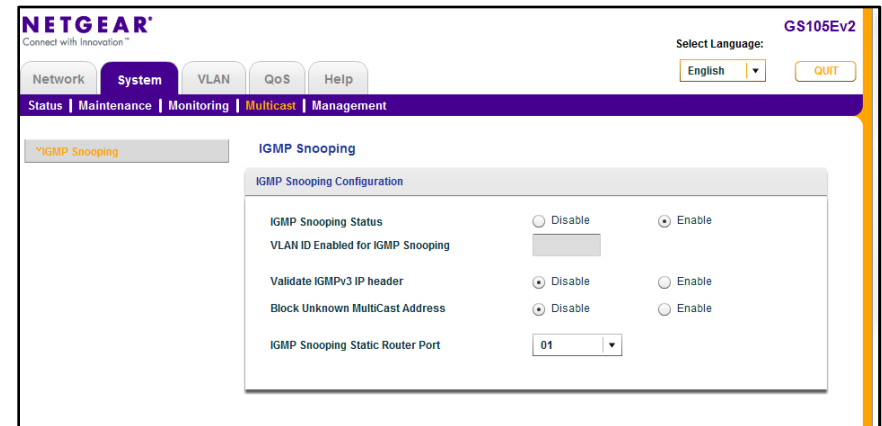 NETGEAR®
Connect with Innovation™
GS105Ev2
Select Language:
English
QUIT
Network System VLAN QoS Help
Status | Maintenance | Monitoring | Multicast | Management
IGMP Snooping
IGMP Snooping
IGMP Snooping Configuration
IGMP Snooping Status Disable Enable
VLAN ID Enabled for IGMP Snooping
Validate IGMPv3 IP header Disable Enable
Block Unknown MultiCast Address Disable Enable
IGMP Snooping Static Router Port 01